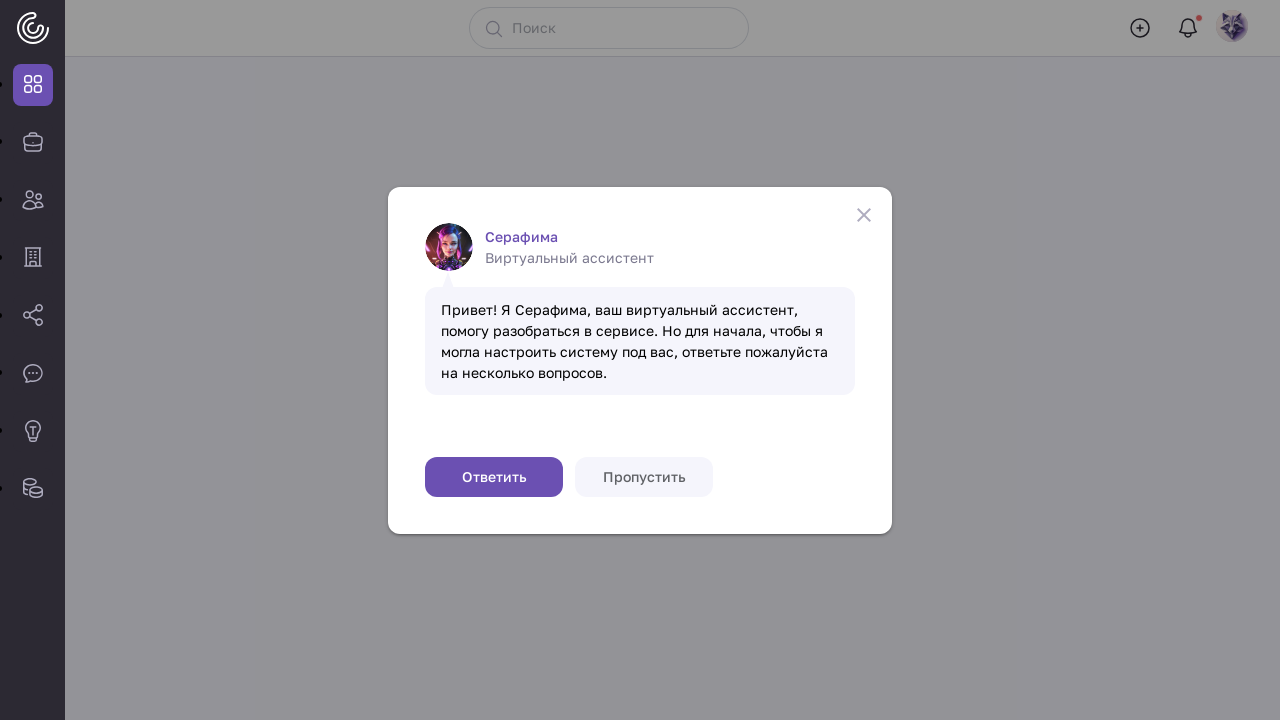 Поиск
Серафима
Виртуальный ассистент
Привет! Я Серафима, ваш виртуальный ассистент,
помогу разобраться в сервисе. Но для начала, чтобы я
могла настроить систему под вас, ответьте пожалуйста
на несколько вопросов.
Ответить
Пропустить